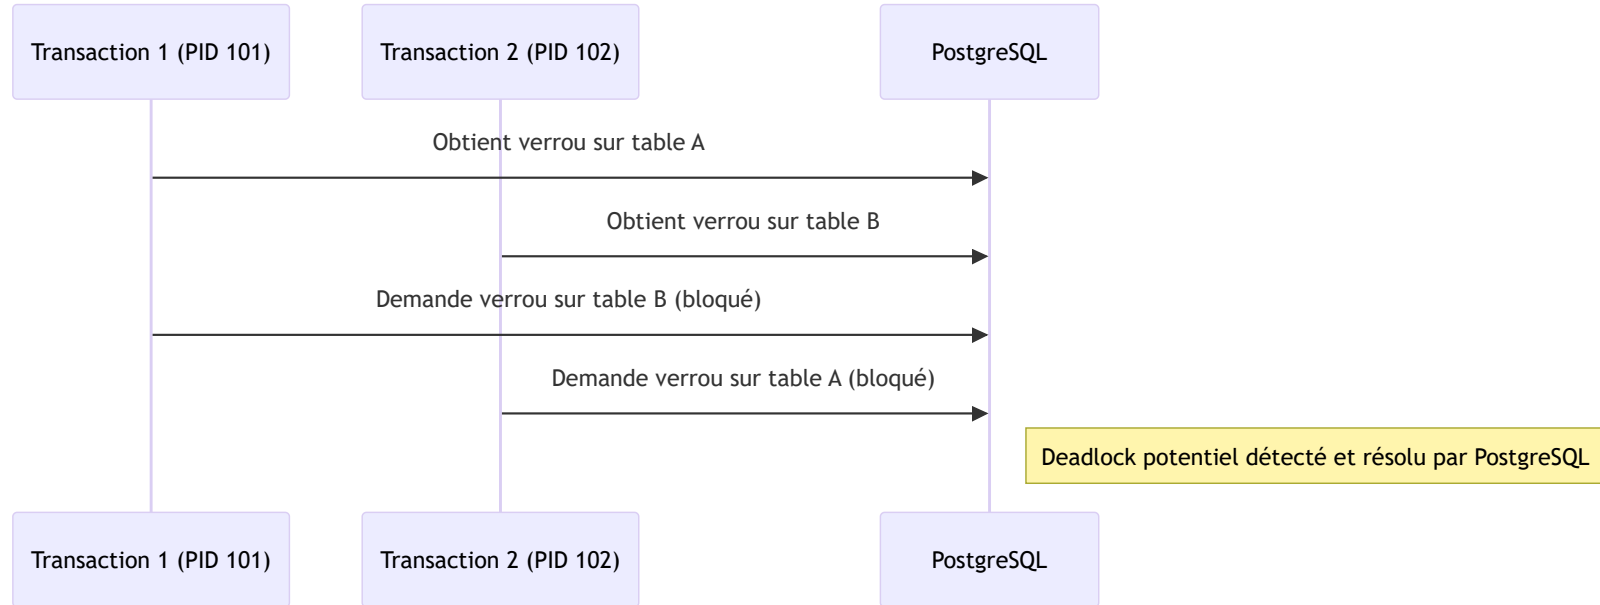 Transaction 1 (PID 101)
Transaction 2 (PID 102)
PostgreSQL
Obtient verrou sur table A
Obtient verrou sur table B
Demande verrou sur table B (bloqué)
Demande verrou sur table A (bloqué)
Deadlock potentiel détecté et résolu par PostgreSQL
Transaction 1 (PID 101)
Transaction 2 (PID 102)
PostgreSQL